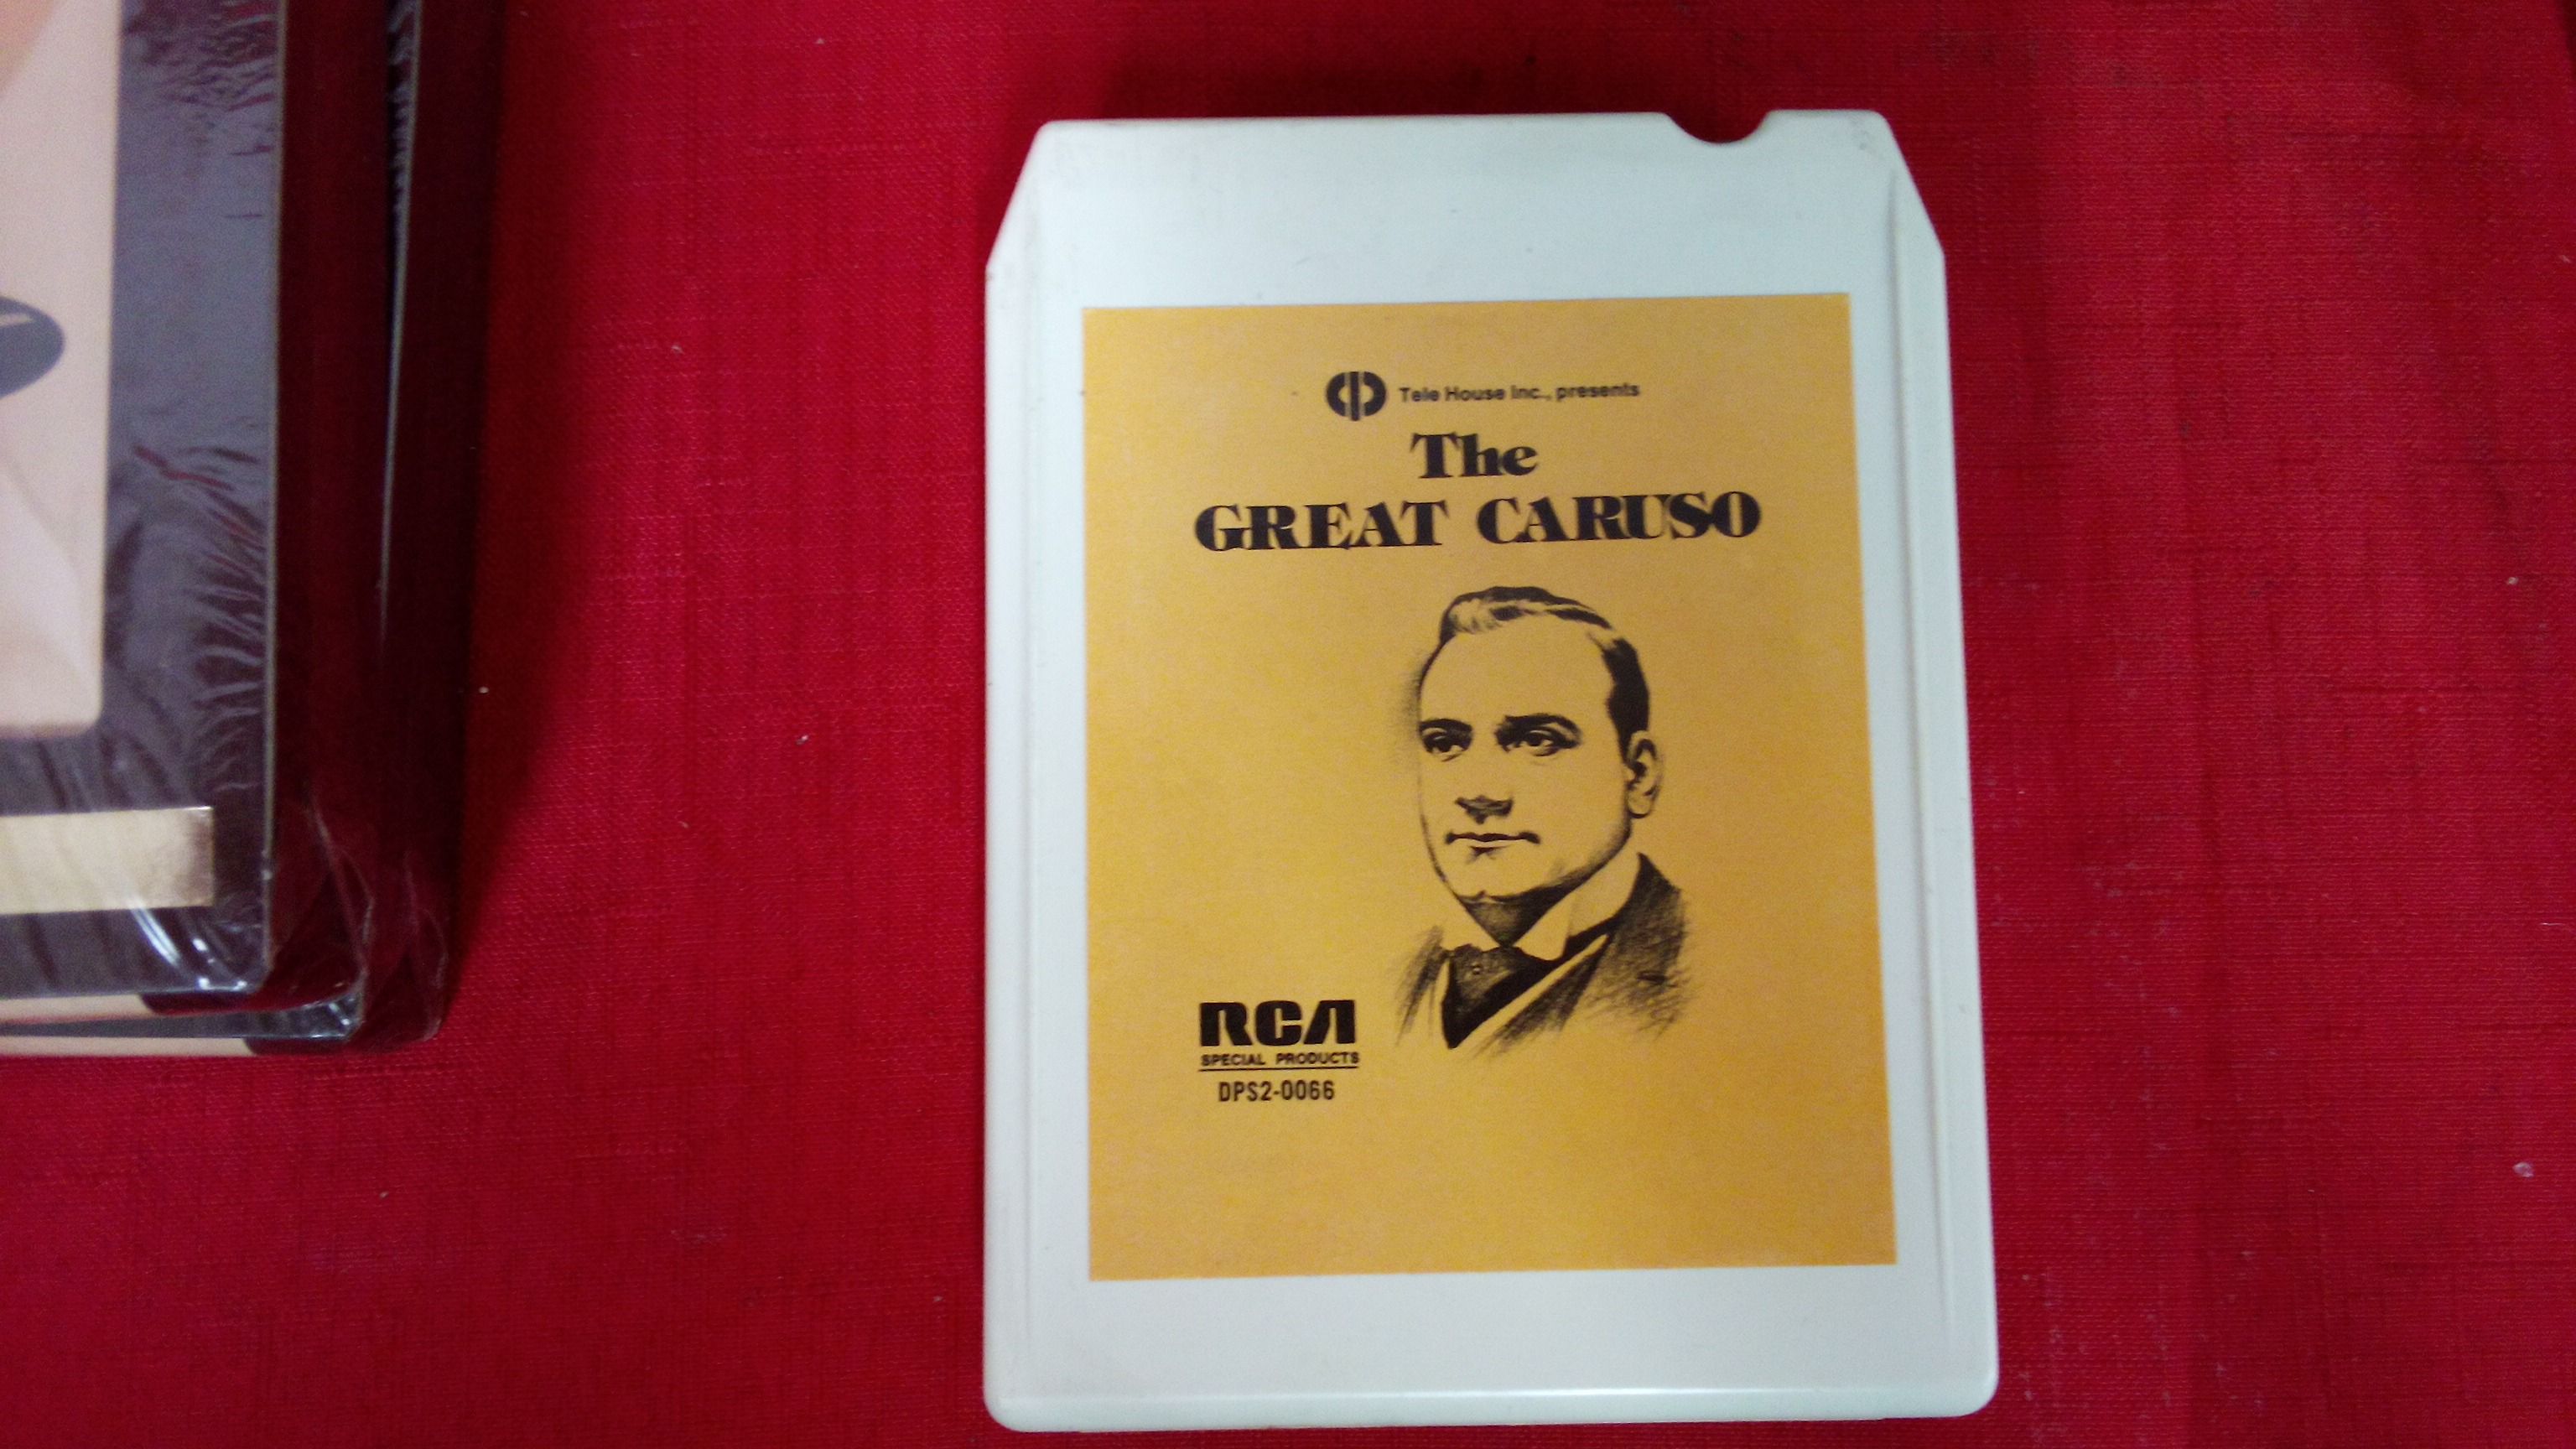 Tele House Inc., presents
The
GREAT CARUSO
RCA
SPECIAL PRODUCTS
DPS2-0066